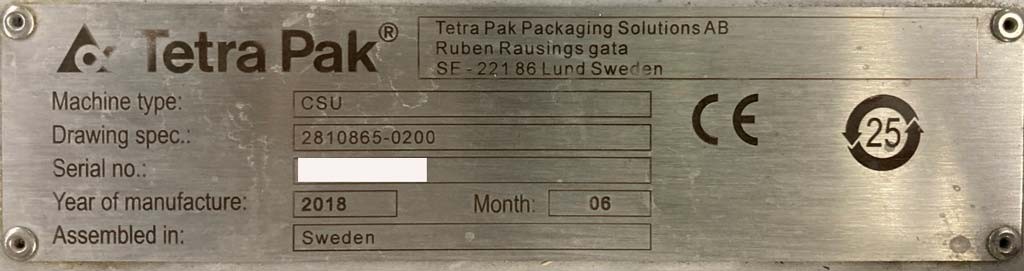 Tetra Pak®
Tetra Pak Packaging Solutions AB
Ruben Rausings gata
SE - 221 86 Lund Sweden
Machine type: CSU
Drawing spec.: 2810865-0200
Serial no.:
Year of manufacture: 2018 Month: 06
Assembled in: Sweden
CE
25